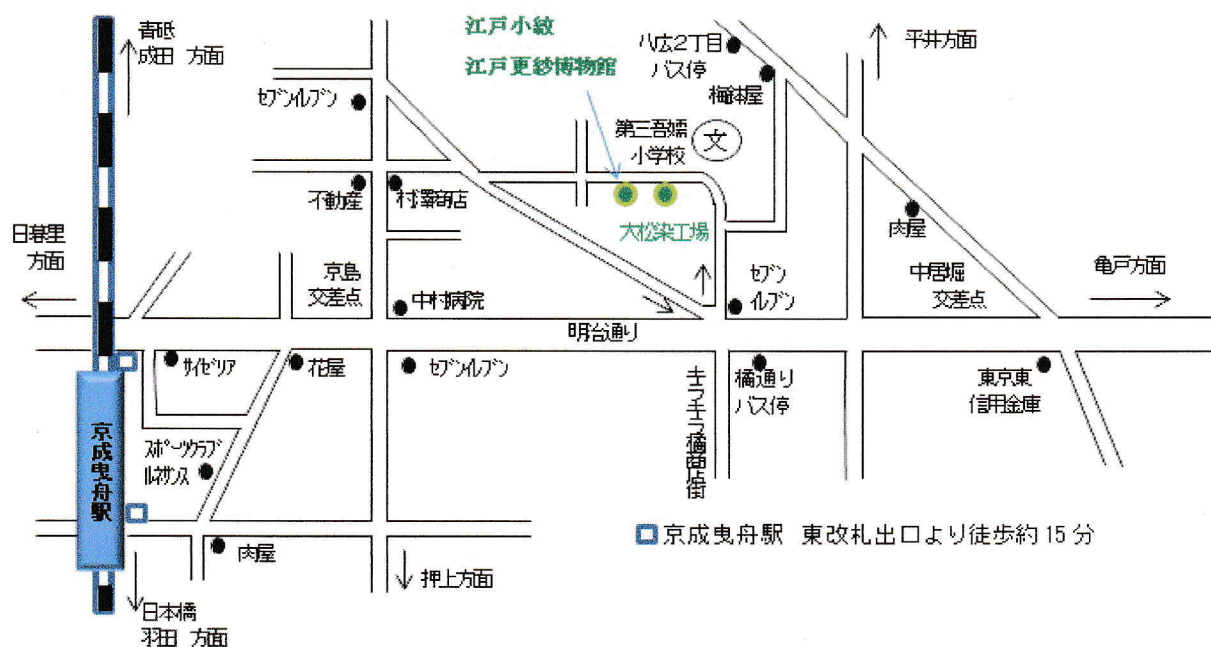 青砥
成田 方面
江戸小紋
江戸更紗博物館
八広2丁目
バス停
梅鉢屋
平井方面
セブンイレブン
第三吾嬬
小学校
文
不動産
村澤商店
大松染工場
肉屋
日暮里
方面
京島
交差点
中村病院
セブン
イレブン
中居堀
交差点
亀戸方面
明治通り
サイゼリア
花屋
セブンイレブン
キラキラ橘商店街
橘通り
バス停
東京東
信用金庫
京成曳舟駅
スポーツクラブ
ルネサンス
京成曳舟駅 東改札出口より徒歩約15分
肉屋
押上方面
日本橋
羽田 方面